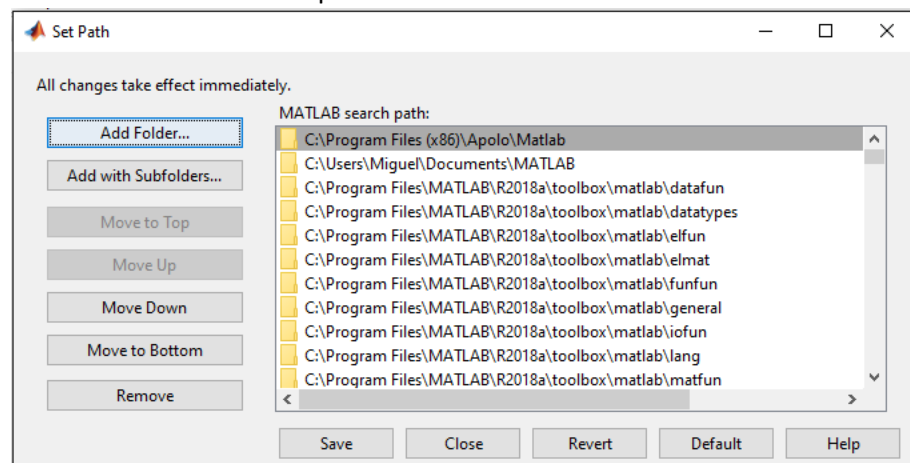 Set Path
All changes take effect immediately.
MATLAB search path:
Add Folder...
Add with Subfolders...
Move to Top
Move Up
Move Down
Move to Bottom
Remove
C:\Program Files (x86)\Apolo\Matlab
C:\Users\Miguel\Documents\MATLAB
C:\Program Files\MATLAB\R2018a\toolbox\matlab\datafun
C:\Program Files\MATLAB\R2018a\toolbox\matlab\datatypes
C:\Program Files\MATLAB\R2018a\toolbox\matlab\elfun
C:\Program Files\MATLAB\R2018a\toolbox\matlab\elmat
C:\Program Files\MATLAB\R2018a\toolbox\matlab\funfun
C:\Program Files\MATLAB\R2018a\toolbox\matlab\general
C:\Program Files\MATLAB\R2018a\toolbox\matlab\iofun
C:\Program Files\MATLAB\R2018a\toolbox\matlab\lang
C:\Program Files\MATLAB\R2018a\toolbox\matlab\matfun
Save
Close
Revert
Default
Help